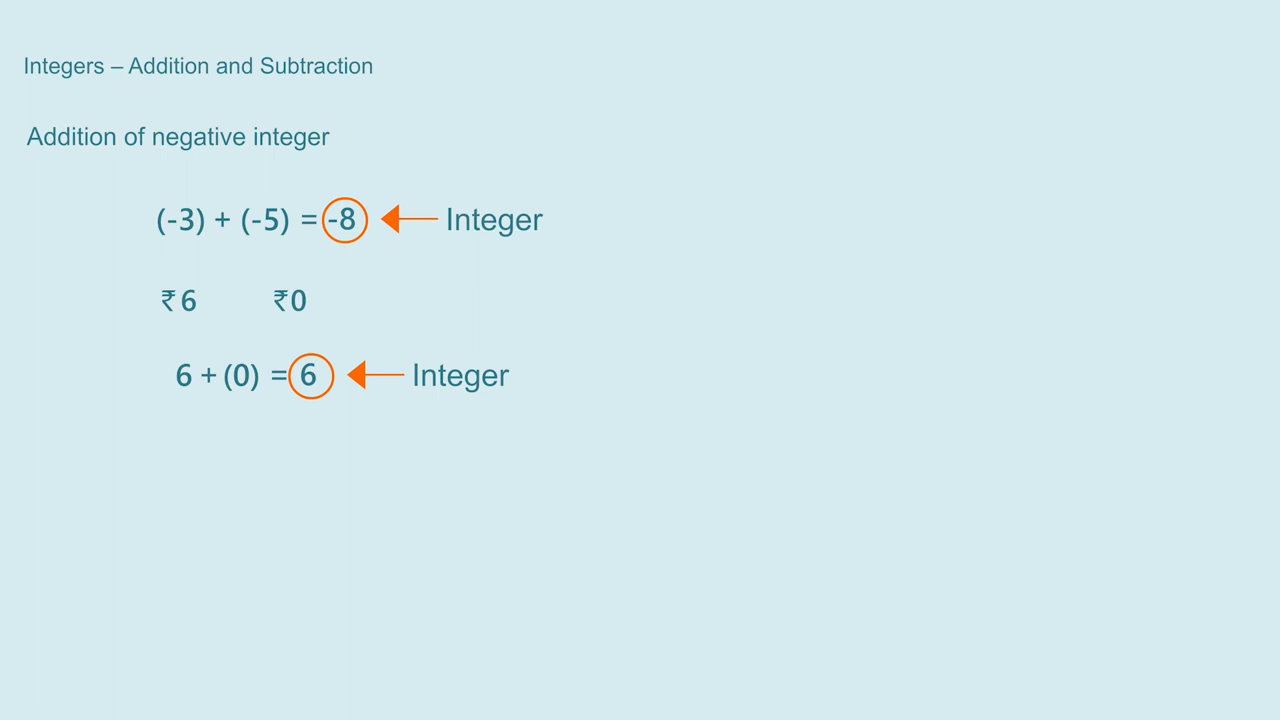 Integers – Addition and Subtraction
Addition of negative integer
(-3) + (-5) = -8 Integer
₹ 6 ₹0
6 + (0) = 6 Integer